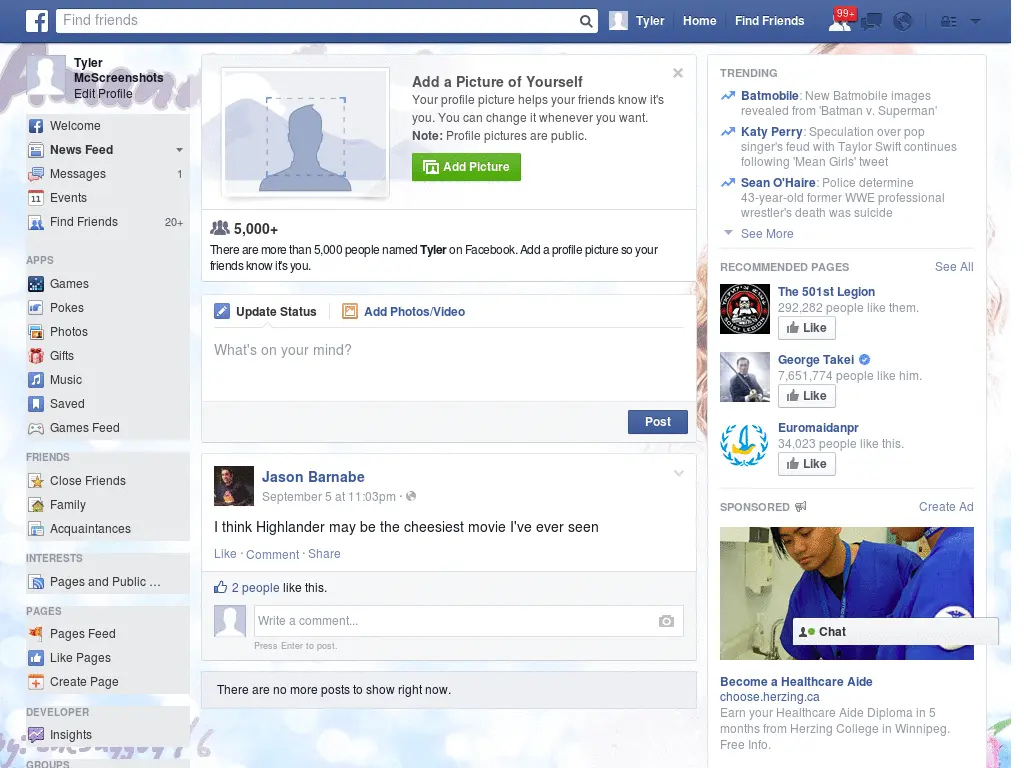 Find friends
Tyler
Home
Find Friends
99+
Tyler
McScreenshots
Edit Profile
Welcome
News Feed
Messages 1
11 Events
Find Friends 20+
APPS
Games
Pokes
Photos
Gifts
Music
Saved
Games Feed
FRIENDS
Close Friends
Family
Acquaintances
INTERESTS
Pages and Public ...
PAGES
Pages Feed
Like Pages
Create Page
DEVELOPER
Insights
GROUPS
Add a Picture of Yourself
Your profile picture helps your friends know it's
you. You can change it whenever you want.
Note: Profile pictures are public.
Add Picture
5,000+
There are more than 5,000 people named Tyler on Facebook. Add a profile picture so your
friends know it's you.
Update Status
Add Photos/Video
What's on your mind?
Post
Jason Barnabe
September 5 at 11:03pm ·
I think Highlander may be the cheesiest movie I've ever seen
Like · Comment · Share
2 people like this.
Write a comment...
Press Enter to post.
There are no more posts to show right now.
TRENDING
Batmobile: New Batmobile images
revealed from 'Batman v. Superman'
Katy Perry: Speculation over pop
singer's feud with Taylor Swift continues
following 'Mean Girls' tweet
Sean O'Haire: Police determine
43-year-old former WWE professional
wrestler's death was suicide
See More
RECOMMENDED PAGES See All
The 501st Legion
292,282 people like them.
Like
George Takei
7,651,774 people like him.
Like
Euromaidanpr
34,023 people like this.
Like
SPONSORED Create Ad
Chat
Become a Healthcare Aide
choose.herzing.ca
Earn your Healthcare Aide Diploma in 5
months from Herzing College in Winnipeg.
Free Info.